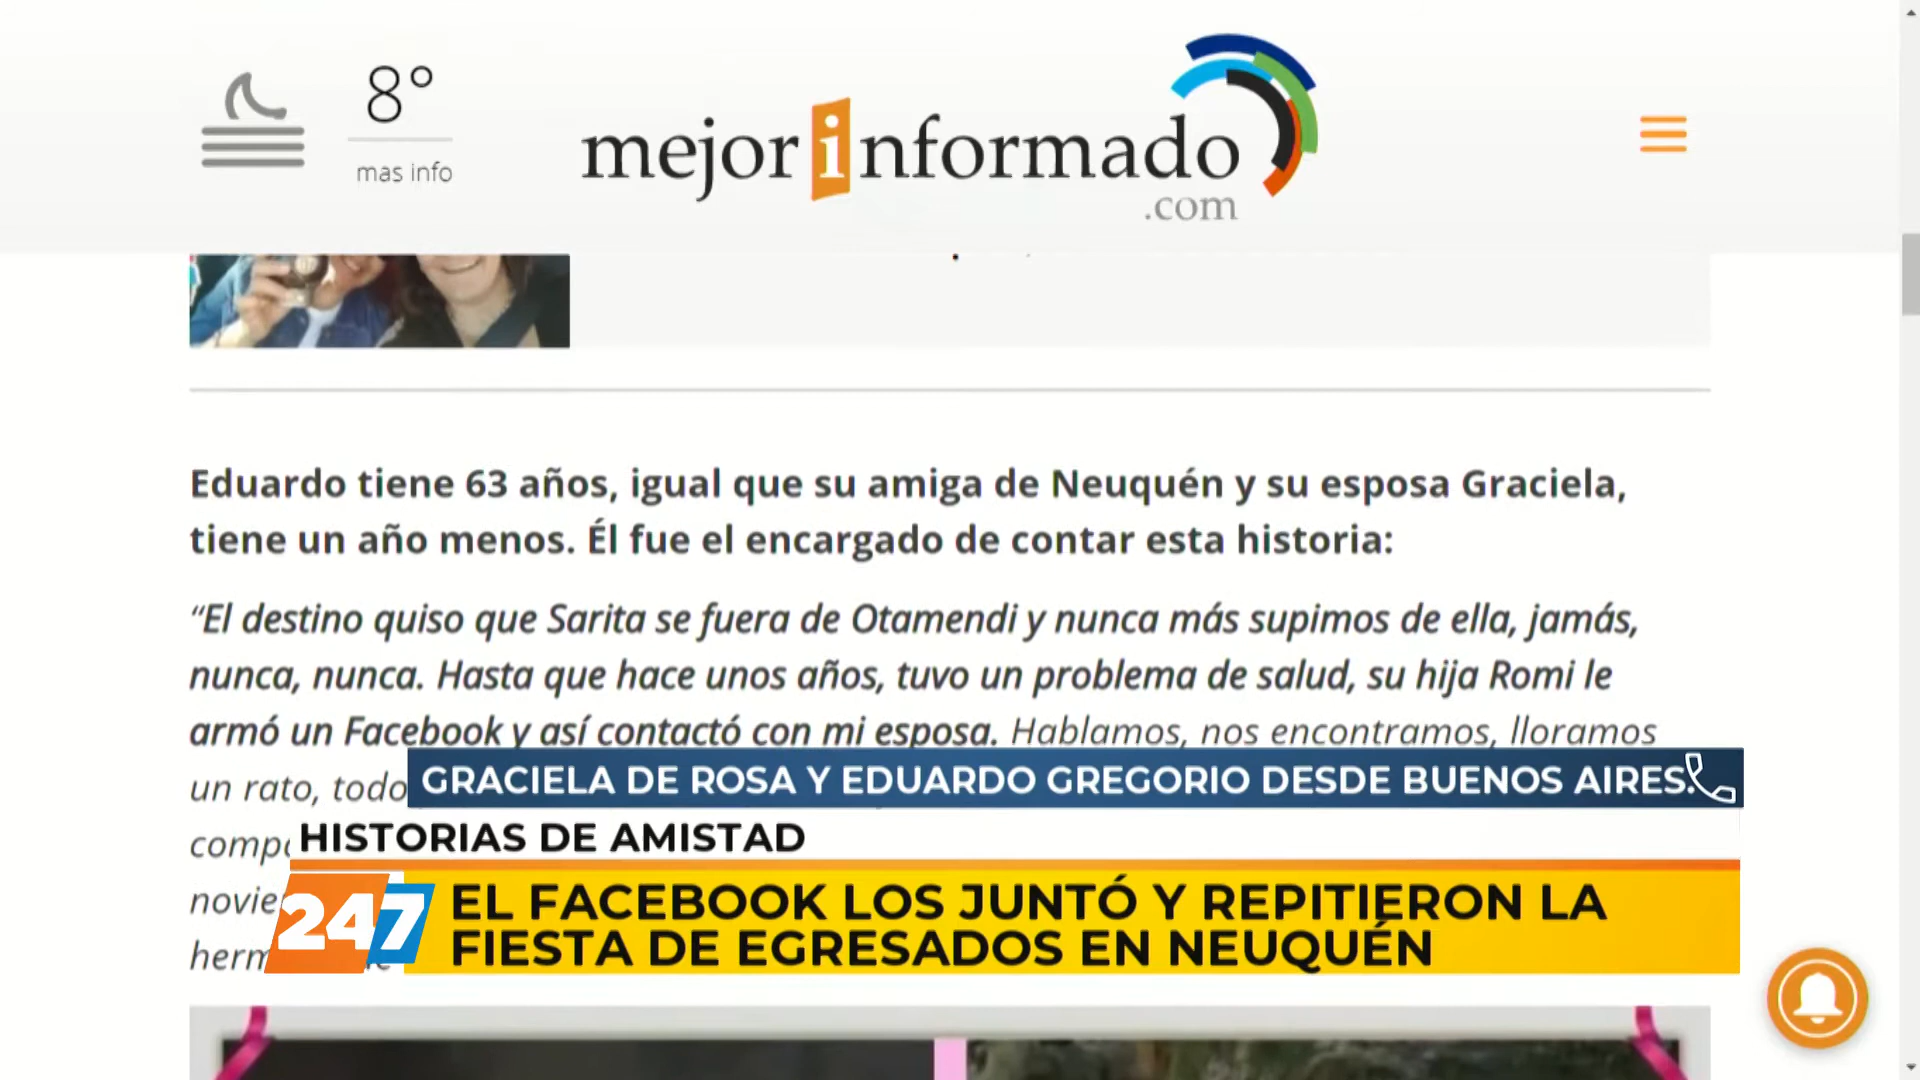 8°
mas info
mejorinformado
.com
Eduardo tiene 63 años, igual que su amiga de Neuquén y su esposa Graciela,
tiene un año menos. Él fue el encargado de contar esta historia:
“El destino quiso que Sarita se fuera de Otamendi y nunca más supimos de ella, jamás,
nunca, nunca. Hasta que hace unos años, tuvo un problema de salud, su hija Romi le
armó un Facebook y así contactó con mi esposa. Hablamos, nos encontramos, lloramos
un rato, todo
GRACIELA DE ROSA Y EDUARDO GREGORIO DESDE BUENOS AIRES.
HISTORIAS DE AMISTAD
247
EL FACEBOOK LOS JUNTÓ Y REPITIERON LA
FIESTA DE EGRESADOS EN NEUQUÉN